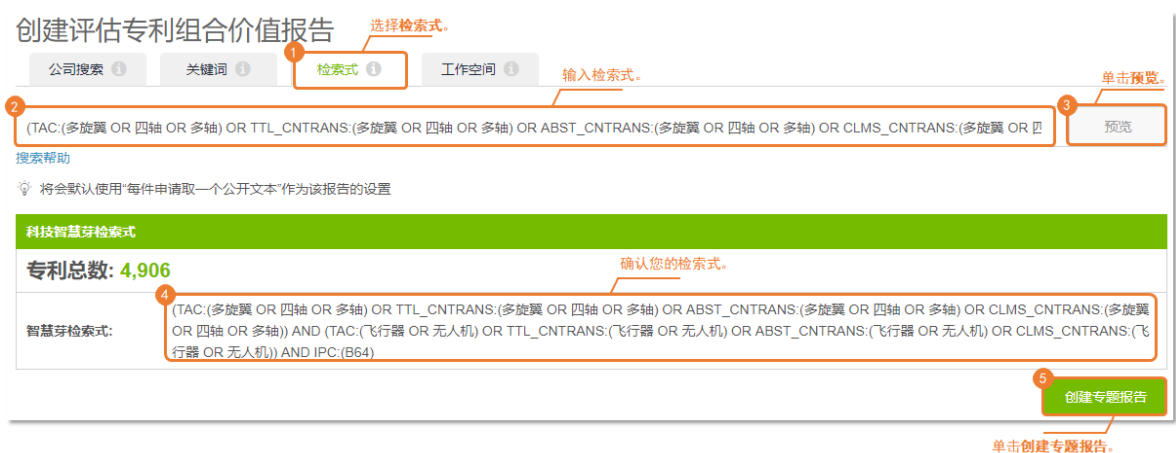 创建评估专利组合价值报告
选择检索式。
1
公司搜索 i 关键词 i 检索式 i 工作空间 i
输入检索式。
单击预览。
2
3
(TAC:(多旋翼 OR 四轴 OR 多轴) OR TTL_CNTRANS:(多旋翼 OR 四轴 OR 多轴) OR ABST_CNTRANS:(多旋翼 OR 四轴 OR 多轴) OR CLMS_CNTRANS:(多旋翼 OR
预览
搜索帮助
将会默认使用“每件申请取一个公开文本”作为该报告的设置
科技智慧芽检索式
专利总数: 4,906
确认您的检索式。
4
智慧芽检索式:
(TAC:(多旋翼 OR 四轴 OR 多轴) OR TTL_CNTRANS:(多旋翼 OR 四轴 OR 多轴) OR ABST_CNTRANS:(多旋翼 OR 四轴 OR 多轴) OR CLMS_CNTRANS:(多旋翼
OR 四轴 OR 多轴)) AND (TAC:(飞行器 OR 无人机) OR TTL_CNTRANS:(飞行器 OR 无人机) OR ABST_CNTRANS:(飞行器 OR 无人机) OR CLMS_CNTRANS:(飞
行器 OR 无人机)) AND IPC:(B64)
5
创建专题报告
单击创建专题报告。